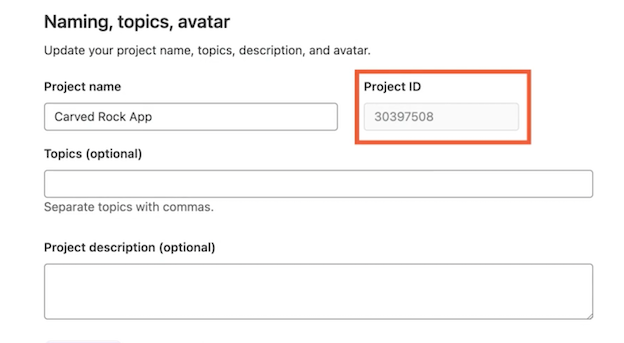 Naming, topics, avatar
Update your project name, topics, description, and avatar.
Project name
Project ID
Carved Rock App
30397508
Topics (optional)
Separate topics with commas.
Project description (optional)